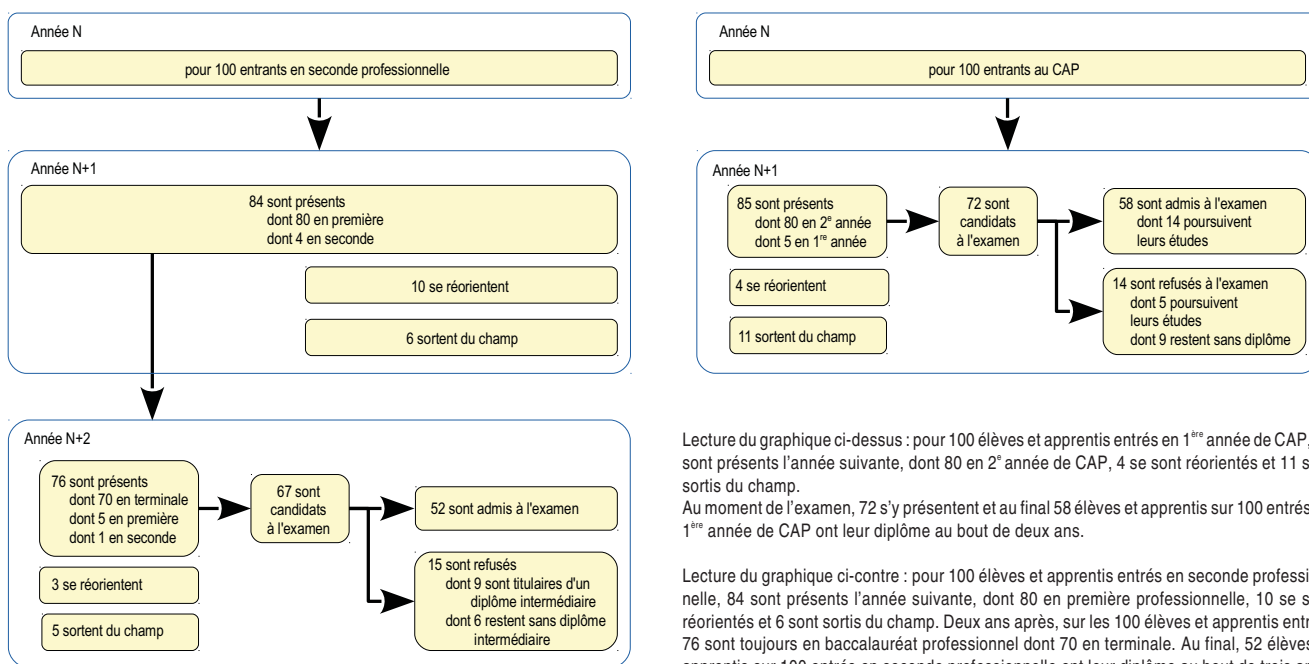 Année N
pour 100 entrants en seconde professionnelle
Année N+1
84 sont présents
dont 80 en première
dont 4 en seconde
10 se réorientent
6 sortent du champ
Année N+2
76 sont présents
dont 70 en terminale
dont 5 en première
dont 1 en seconde
3 se réorientent
5 sortent du champ
67 sont
candidats
à l'examen
52 sont admis à l'examen
15 sont refusés
dont 9 sont titulaires d'un
diplôme intermédiaire
dont 6 restent sans diplôme
intermédiaire
Année N
pour 100 entrants au CAP
Année N+1
85 sont présents
dont 80 en 2e année
dont 5 en 1re année
4 se réorientent
11 sortent du champ
72 sont
candidats
à l'examen
58 sont admis à l'examen
dont 14 poursuivent
leurs études
14 sont refusés à l'examen
dont 5 poursuivent
leurs études
dont 9 restent sans diplôme
Lecture du graphique ci-dessus : pour 100 élèves et apprentis entrés en 1ère année de CAP,
sont présents l'année suivante, dont 80 en 2e année de CAP, 4 se sont réorientés et 11 s
sortis du champ.
Au moment de l'examen, 72 s'y présentent et au final 58 élèves et apprentis sur 100 entrés
1ère année de CAP ont leur diplôme au bout de deux ans.
Lecture du graphique ci-contre : pour 100 élèves et apprentis entrés en seconde professi
nelle, 84 sont présents l'année suivante, dont 80 en première professionnelle, 10 se s
réorientés et 6 sont sortis du champ. Deux ans après, sur les 100 élèves et apprentis entr
76 sont toujours en baccalauréat professionnel dont 70 en terminale. Au final, 52 élèves